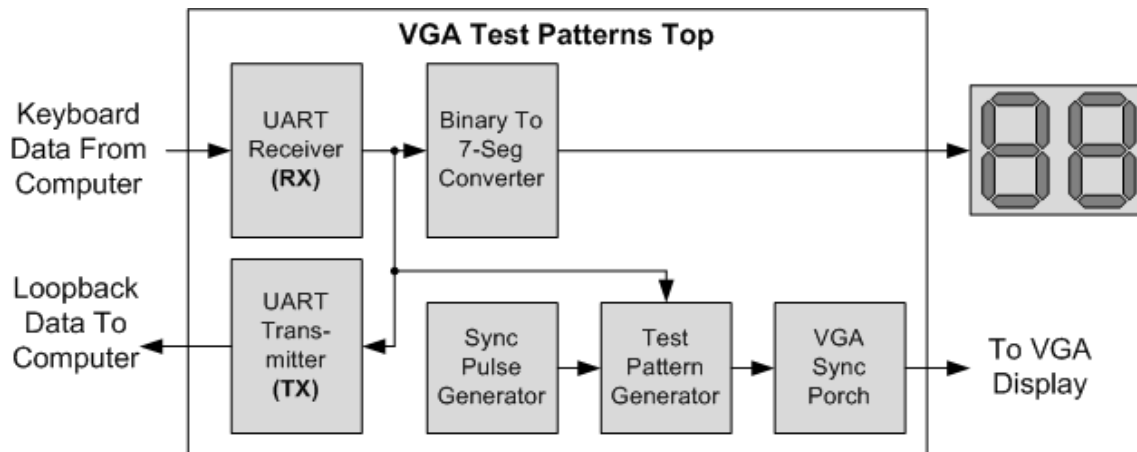 VGA Test Patterns Top
Keyboard
Data From
Computer
UART
Receiver
(RX)
Binary To
7-Seg
Converter
Loopback
Data To
Computer
UART
Trans-
mitter
(TX)
Sync
Pulse
Generator
Test
Pattern
Generator
VGA
Sync
Porch
To VGA
Display